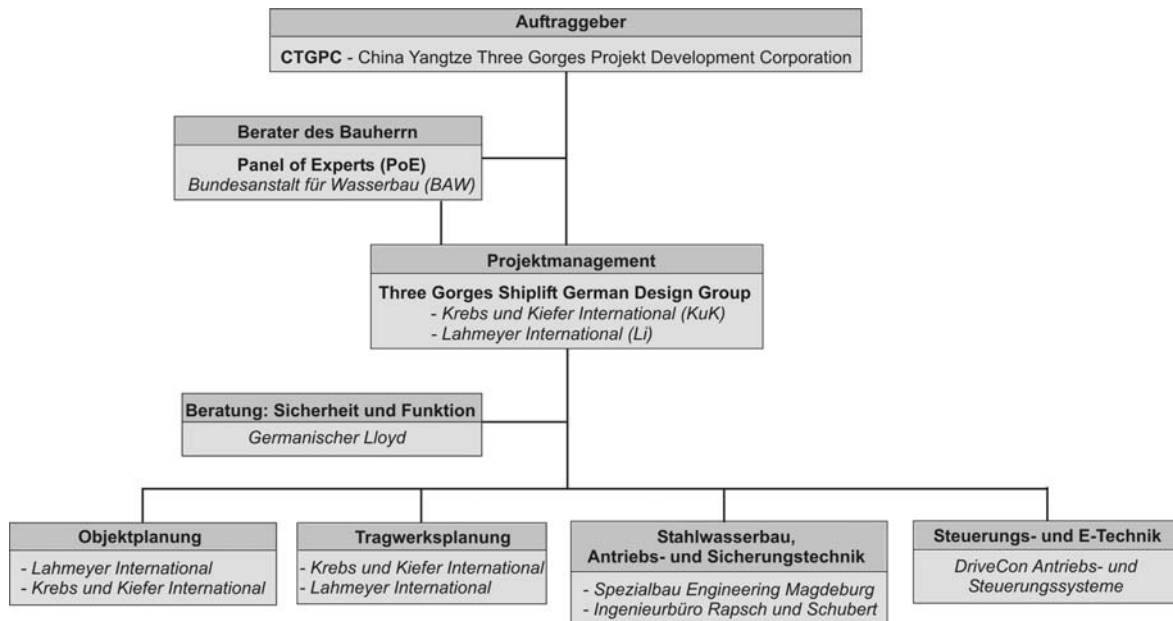 Auftraggeber
CTGPC - China Yangtze Three Gorges Projekt Development Corporation
Berater des Bauherrn
Panel of Experts (PoE)
Bundesanstalt für Wasserbau (BAW)
Projektmanagement
Three Gorges Shiplift German Design Group
- Krebs und Kiefer International (KuK)
- Lahmeyer International (Li)
Beratung: Sicherheit und Funktion
Germanischer Lloyd
Objektplanung
- Lahmeyer International
- Krebs und Kiefer International
Tragwerksplanung
- Krebs und Kiefer International
- Lahmeyer International
Stahlwasserbau,
Antriebs- und Sicherungstechnik
- Spezialbau Engineering Magdeburg
- Ingenieurbüro Rapsch und Schubert
Steuerungs- und E-Technik
DriveCon Antriebs- und
Steuerungssysteme